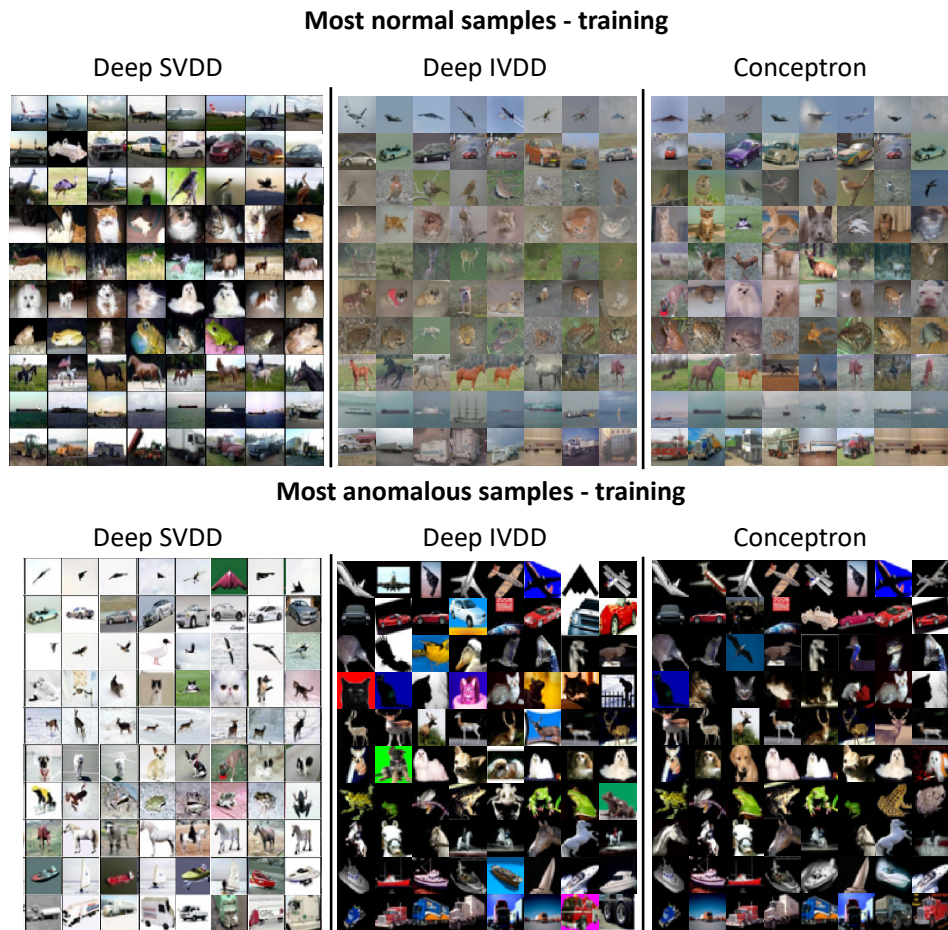 Most normal samples - training
Deep SVDD
Deep IVDD
Conceptron
Most anomalous samples - training
Deep SVDD
Deep IVDD
Conceptron